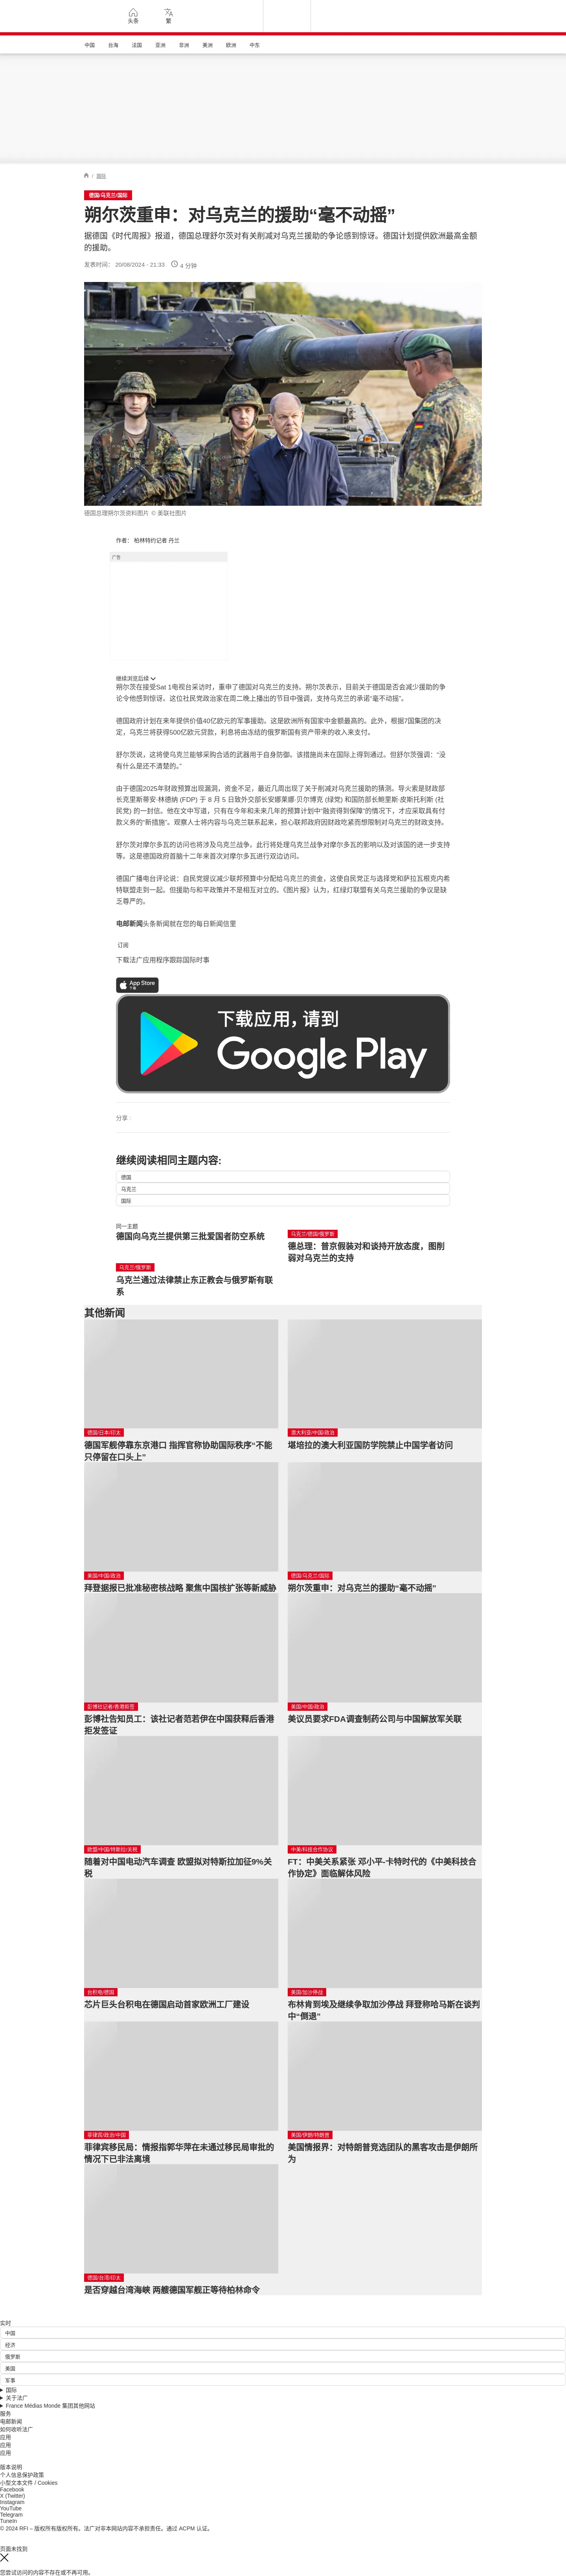 头条
繁
中国
台海
法国
亚洲
非洲
美洲
欧洲
中东
/ 国际
德国/乌克兰/国际
朔尔茨重申：对乌克兰的援助“毫不动摇”
据德国《时代周报》报道，德国总理舒尔茨对有关削减对乌克兰援助的争论感到惊讶。德国计划提供欧洲最高金额
的援助。
发表时间： 20/08/2024 - 21:33
4 分钟
德国总理朔尔茨资料图片 © 美联社图片
作者： 柏林特约记者 丹兰
广告
继续浏览后续
朔尔茨在接受Sat 1电视台采访时，重申了德国对乌克兰的支持。朔尔茨表示，目前关于德国是否会减少援助的争
论令他感到惊讶。这位社民党政治家在周二晚上播出的节目中强调，支持乌克兰的承诺“毫不动摇”。
德国政府计划在来年提供价值40亿欧元的军事援助。这是欧洲所有国家中金额最高的。此外，根据7国集团的决
定，乌克兰将获得500亿欧元贷款，利息将由冻结的俄罗斯国有资产带来的收入来支付。
舒尔茨说，这将使乌克兰能够采购合适的武器用于自身防御。该措施尚未在国际上得到通过。但舒尔茨强调：“没
有什么是还不清楚的。”
由于德国2025年财政预算出现漏洞，资金不足，最近几周出现了关于削减对乌克兰援助的猜测。导火索是财政部
长克里斯蒂安·林德纳 (FDP) 于 8 月 5 日致外交部长安娜莱娜·贝尔博克 (绿党) 和国防部长鲍里斯·皮斯托利斯 (社
民党) 的一封信。他在文中写道，只有在今年和未来几年的预算计划中“融资得到保障”的情况下，才应采取具有付
款义务的“新措施”。观察人士将内容与乌克兰联系起来，担心联邦政府因财政吃紧而想限制对乌克兰的财政支持。
舒尔茨对摩尔多瓦的访问也将涉及乌克兰战争。此行将处理乌克兰战争对摩尔多瓦的影响以及对该国的进一步支持
等。这是德国政府首脑十二年来首次对摩尔多瓦进行双边访问。
德国广播电台评论说：自民党提议减少联邦预算中分配给乌克兰的资金，这使自民党正与选择党和萨拉瓦根克内希
特联盟走到一起。但援助与和平政策并不是相互对立的。《图片报》认为，红绿灯联盟有关乌克兰援助的争议是缺
乏尊严的。
电邮新闻头条新闻就在您的每日新闻信里
订阅
下载法广应用程序跟踪国际时事
App Store
下载
下载应用，请到
Google Play
分享 :
继续阅读相同主题内容:
德国
乌克兰
国际
同一主题
德国向乌克兰提供第三批爱国者防空系统
乌克兰/德国/俄罗斯
德总理：普京假装对和谈持开放态度，图削
弱对乌克兰的支持
乌克兰/俄罗斯
乌克兰通过法律禁止东正教会与俄罗斯有联
系
其他新闻
德国/日本/印太
德国军舰停靠东京港口 指挥官称协助国际秩序“不能
只停留在口头上”
澳大利亚/中国/政治
堪培拉的澳大利亚国防学院禁止中国学者访问
美国/中国/政治
拜登据报已批准秘密核战略 聚焦中国核扩张等新威胁
德国/乌克兰/国际
朔尔茨重申：对乌克兰的援助“毫不动摇”
彭博社记者/香港拒签
彭博社告知员工：该社记者范若伊在中国获释后香港
拒发签证
美国/中国/政治
美议员要求FDA调查制药公司与中国解放军关联
欧盟/中国/特斯拉/关税
随着对中国电动汽车调查 欧盟拟对特斯拉加征9%关
税
中美/科技合作协议
FT：中美关系紧张 邓小平-卡特时代的《中美科技合
作协定》面临解体风险
台积电/德国
芯片巨头台积电在德国启动首家欧洲工厂建设
美国/加沙停战
布林肯到埃及继续争取加沙停战 拜登称哈马斯在谈判
中“倒退”
菲律宾/政治/中国
菲律宾移民局：情报指郭华萍在未通过移民局审批的
情况下已非法离境
美国/伊朗/特朗普
美国情报界：对特朗普竞选团队的黑客攻击是伊朗所
为
德国/台湾/印太
是否穿越台湾海峡 两艘德国军舰正等待柏林命令
实时
中国
经济
俄罗斯
美国
军事
国际
关于法广
France Médias Monde 集团其他网站
服务
电邮新闻
如何收听法广
应用
应用
应用
版本说明
个人信息保护政策
小型文本文件 / Cookies
Facebook
X (Twitter)
Instagram
YouTube
Telegram
TuneIn
© 2024 RFI – 版权所有版权所有。法广对非本网站内容不承担责任。通过 ACPM 认证。
页面未找到
您尝试访问的内容不存在或不再可用。